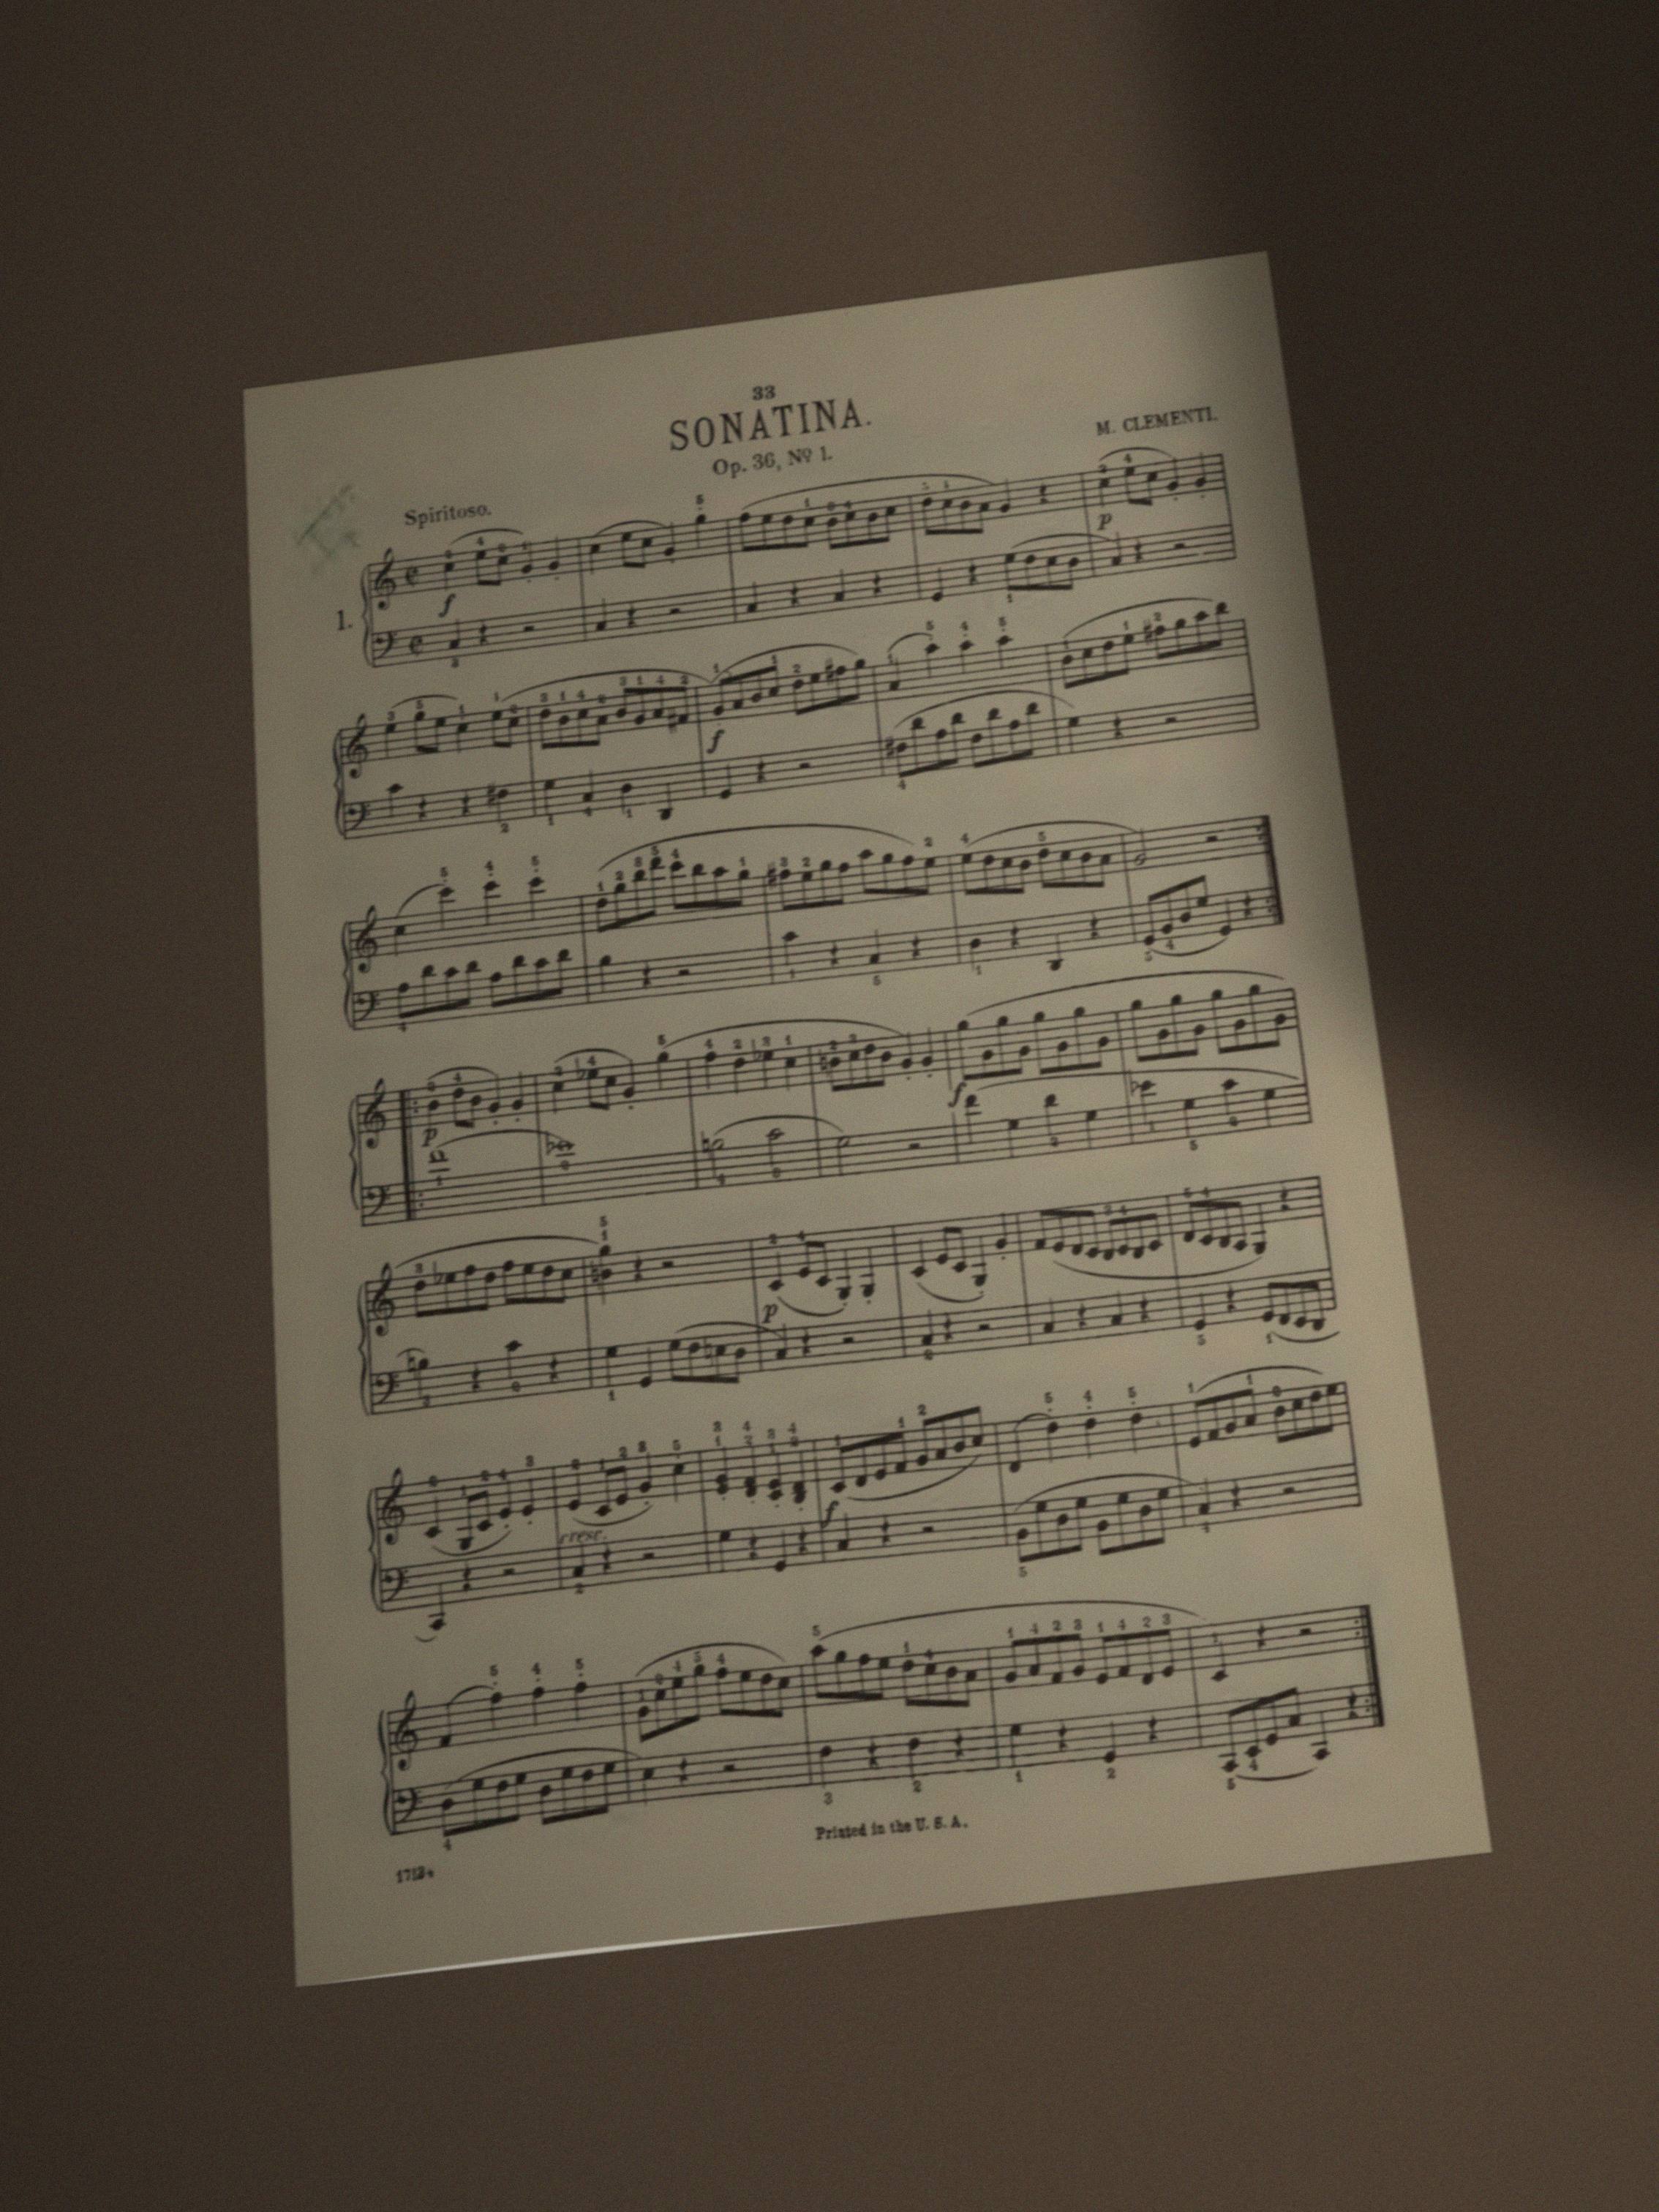 33
SONATINA.
Op. 36, Nº 1.
M. CLEMENTI.
Spiritoso.
1.
f
p
f
p
f
p
cresc.
f
Printed in the U. S. A.